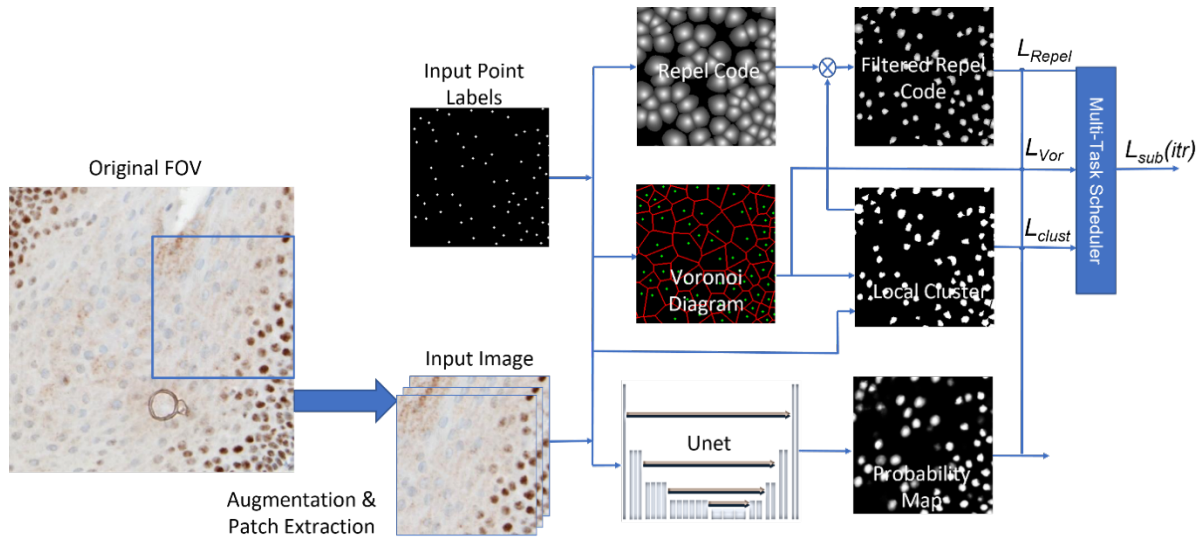 Original FOV
Augmentation &
Patch Extraction
Input Point
Labels
Input Image
Repel Code
Voronoi
Diagram
Unet
Filtered Repel
Code
Local Cluster
Probability
Map
L_Repel
L_Vor
L_clust
Multi-Task Scheduler
L_sub(itr)